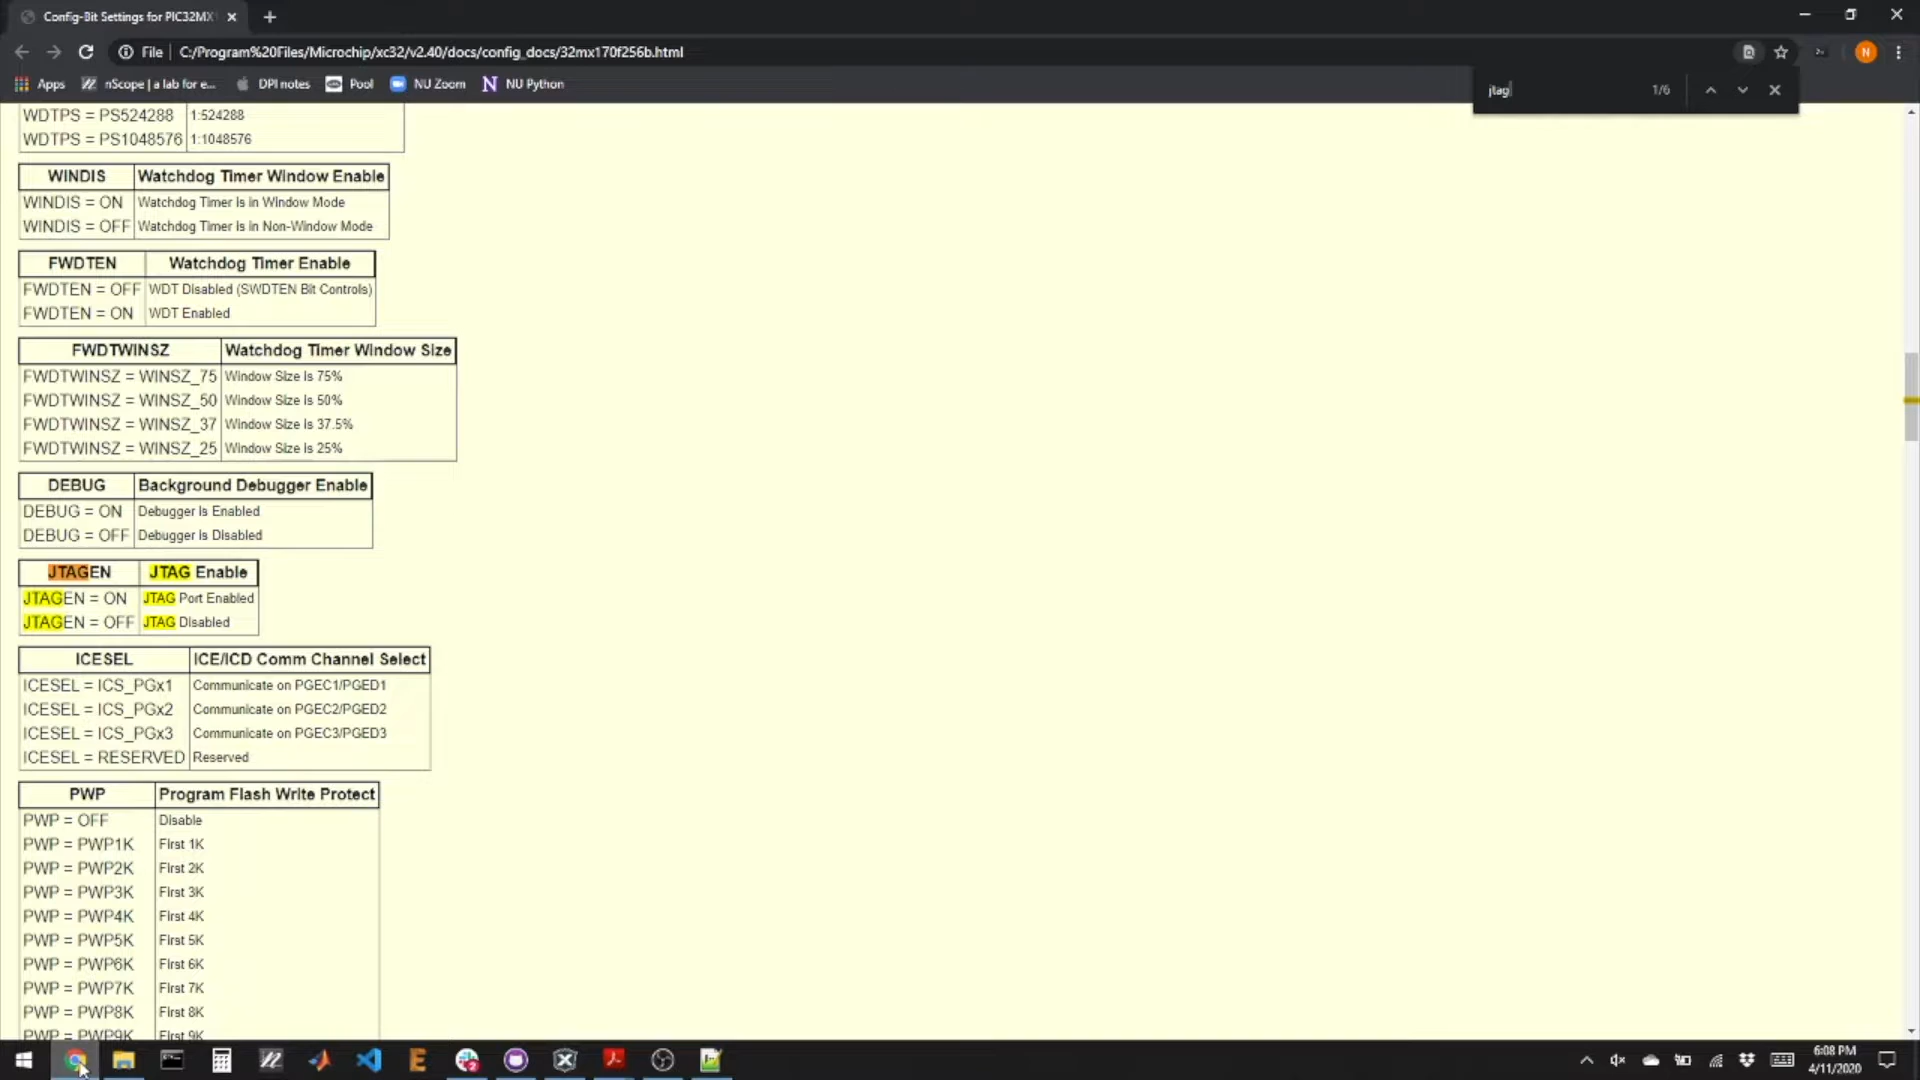 Config-Bit Settings for PIC32MX
File C:/Program%20Files/Microchip/xc32/v2.40/docs/config_docs/32mx170f256b.html
N
Apps nScope | a lab for e... DPI notes Pool NU Zoom NU Python
jtag 1/6
WDTPS = PS524288 1:524288
WDTPS = PS1048576 1:1048576
WINDIS Watchdog Timer Window Enable
WINDIS = ON Watchdog Timer is in Window Mode
WINDIS = OFF Watchdog Timer is in Non-Window Mode
FWDTEN Watchdog Timer Enable
FWDTEN = OFF WDT Disabled (SWDTEN Bit Controls)
FWDTEN = ON WDT Enabled
FWDTWINSZ Watchdog Timer Window Size
FWDTWINSZ = WINSZ_75 Window Size is 75%
FWDTWINSZ = WINSZ_50 Window Size is 50%
FWDTWINSZ = WINSZ_37 Window Size is 37.5%
FWDTWINSZ = WINSZ_25 Window Size is 25%
DEBUG Background Debugger Enable
DEBUG = ON Debugger is Enabled
DEBUG = OFF Debugger is Disabled
JTAGEN JTAG Enable
JTAGEN = ON JTAG Port Enabled
JTAGEN = OFF JTAG Disabled
ICESEL ICE/ICD Comm Channel Select
ICESEL = ICS_PGx1 Communicate on PGEC1/PGED1
ICESEL = ICS_PGx2 Communicate on PGEC2/PGED2
ICESEL = ICS_PGx3 Communicate on PGEC3/PGED3
ICESEL = RESERVED Reserved
PWP Program Flash Write Protect
PWP = OFF Disable
PWP = PWP1K First 1K
PWP = PWP2K First 2K
PWP = PWP3K First 3K
PWP = PWP4K First 4K
PWP = PWP5K First 5K
PWP = PWP6K First 6K
PWP = PWP7K First 7K
PWP = PWP8K First 8K
PWP = PWP9K First 9K
6:08 PM
4/11/2020